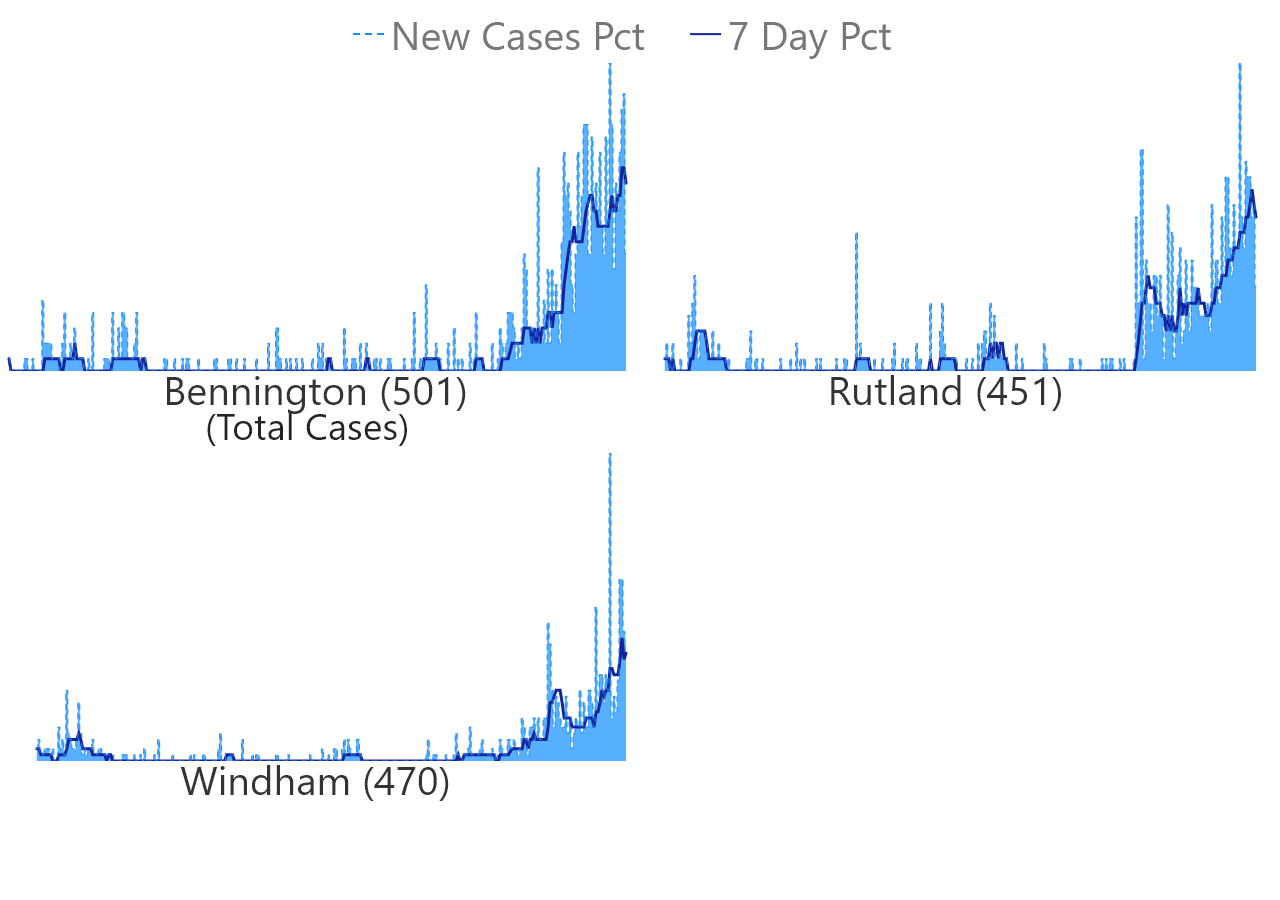 New Cases Pct 7 Day Pct
Bennington (501)
(Total Cases)
Rutland (451)
Windham (470)